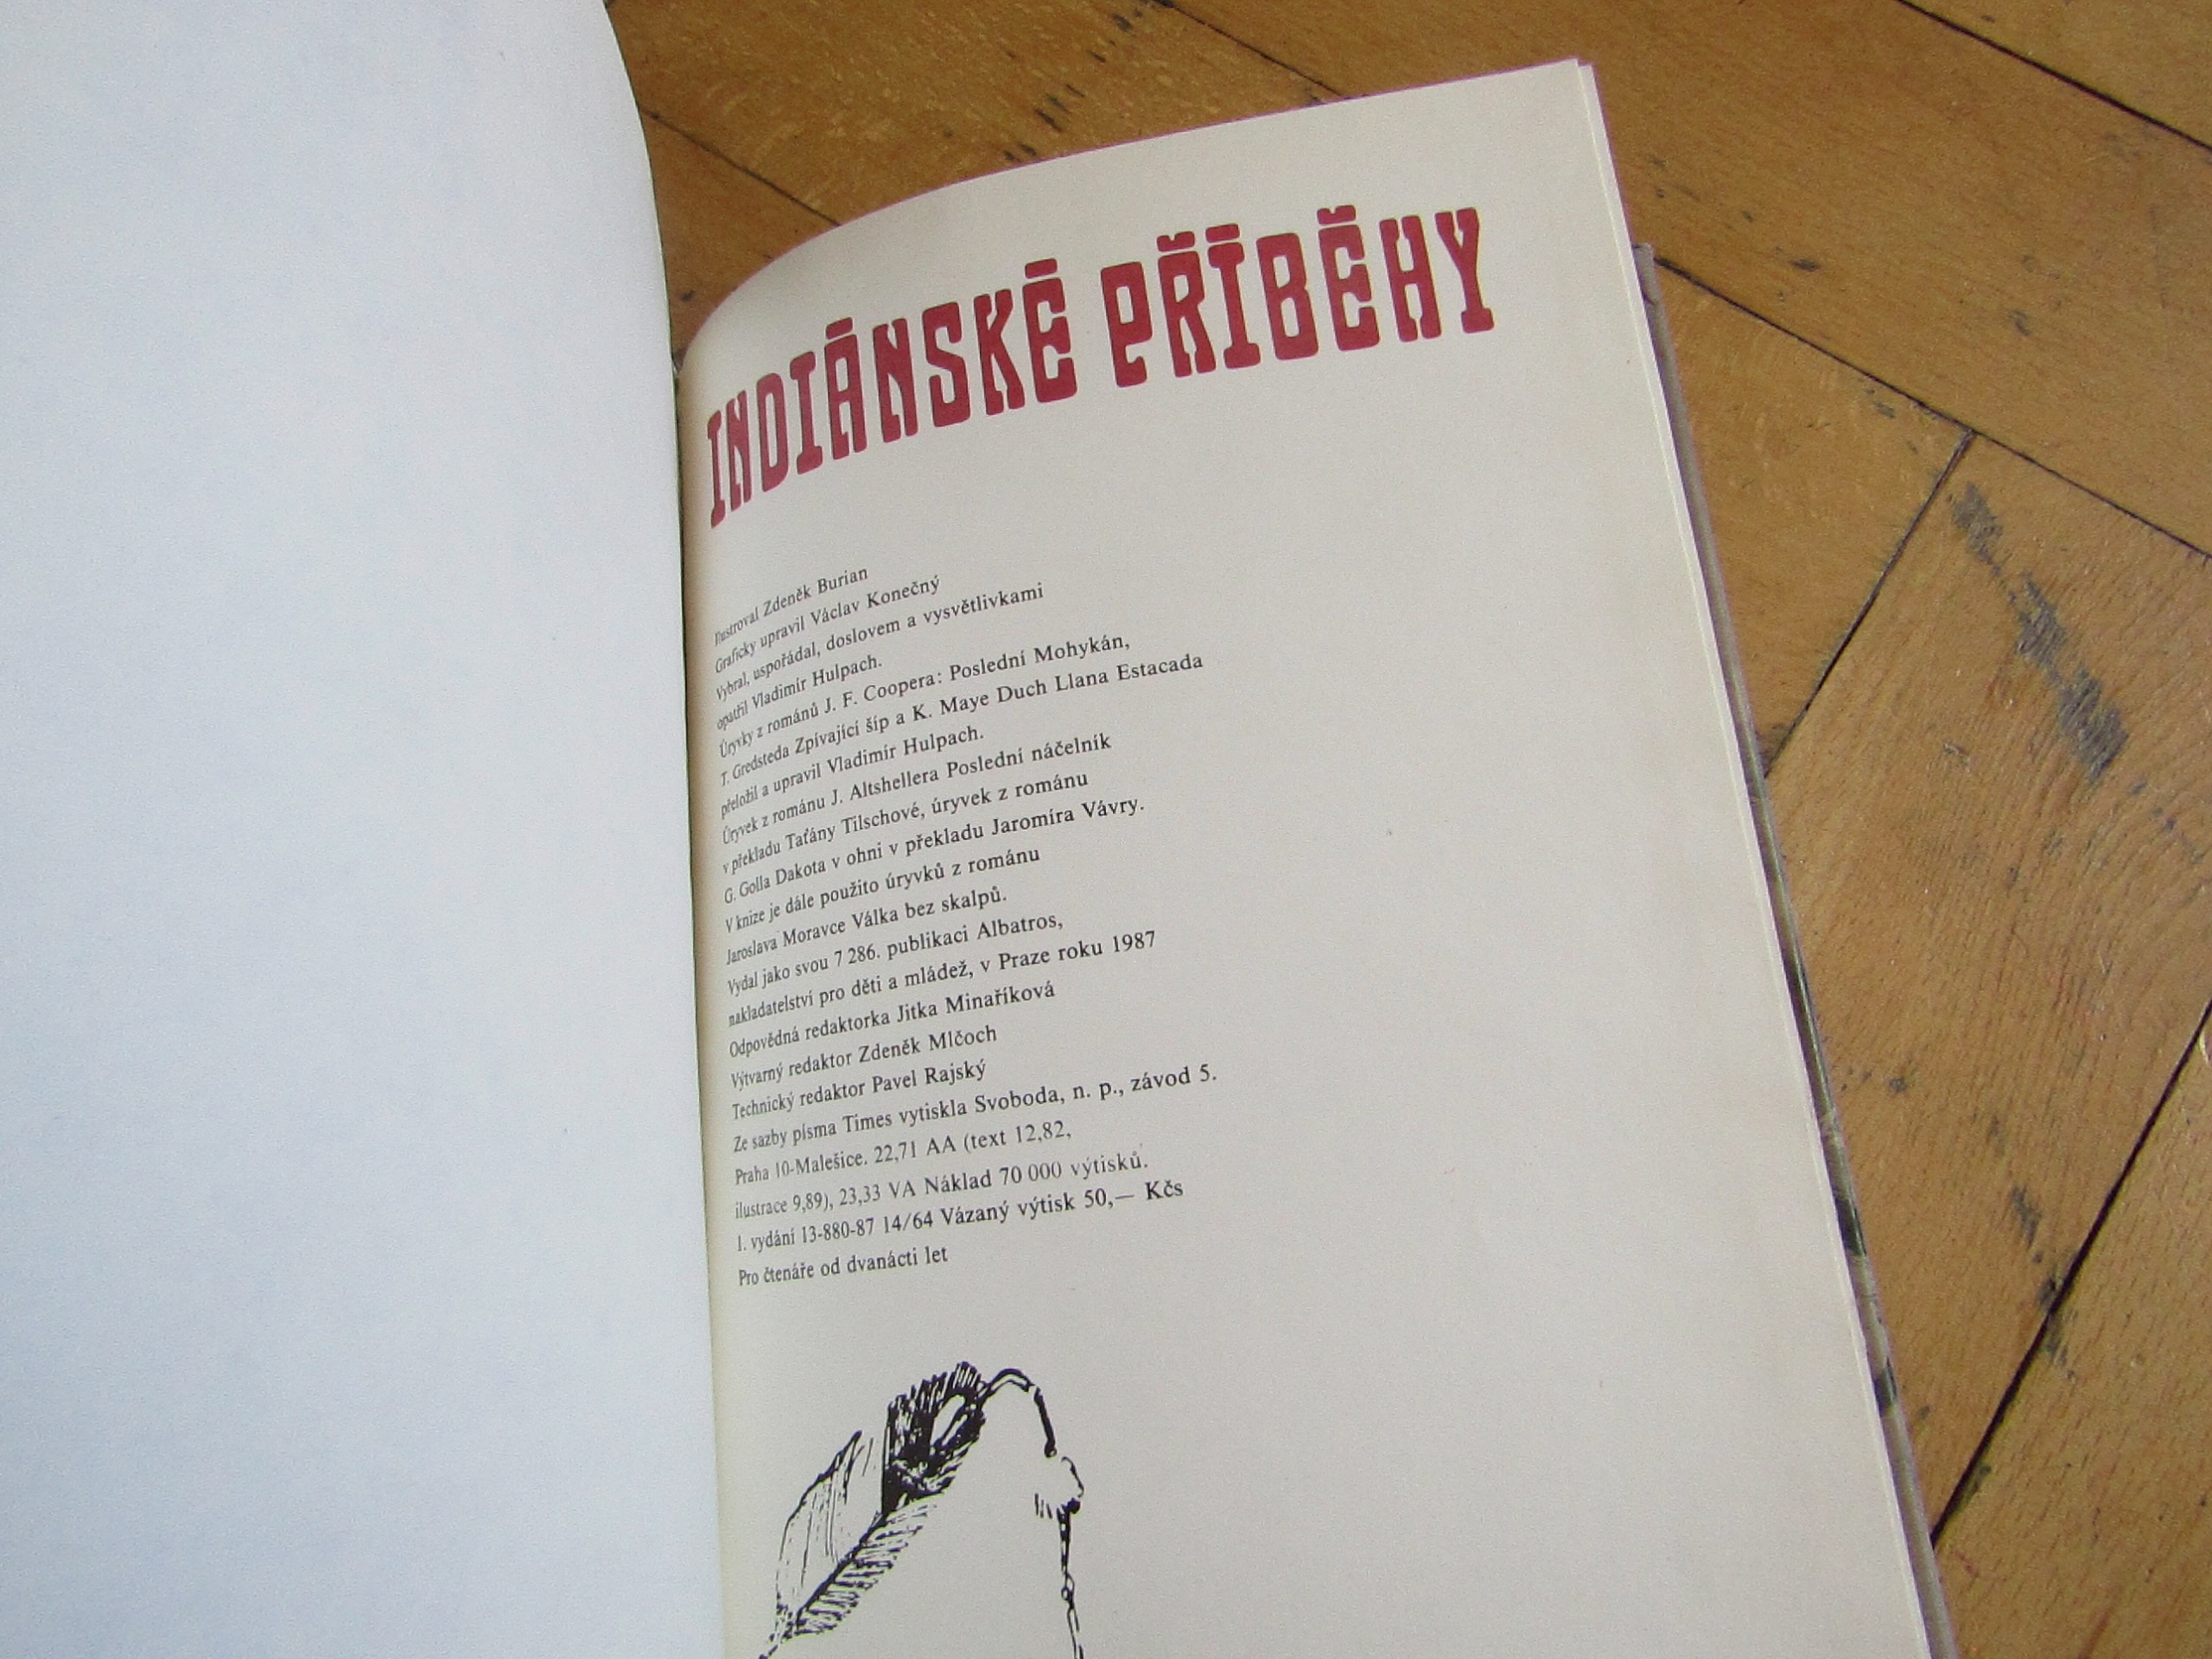 INDIÁNSKÉ PŘÍBĚHY
Ilustroval Zdeněk Burian
Graficky upravil Václav Konečný
Vybral, uspořádal, doslovem a vysvětlivkami
opatřil Vladimír Hulpach.
Úryvky z románů J. F. Coopera: Poslední Mohykán,
T. Gredsteda Zpívající šíp a K. Maye Duch Llana Estacada
přeložil a upravil Vladimír Hulpach.
Úryvek z románu J. Altshellera Poslední náčelník
v překladu Taťány Tilschové, úryvek z románu
G. Golla Dakota v ohni v překladu Jaromíra Vávry.
V knize je dále použito úryvků z románu
Jaroslava Moravce Válka bez skalpů.
Vydal jako svou 7 286. publikaci Albatros,
nakladatelství pro děti a mládež, v Praze roku 1987
Odpovědná redaktorka Jitka Minaříková
Výtvarný redaktor Zdeněk Mlčoch
Technický redaktor Pavel Rajský
Ze sazby písma Times vytiskla Svoboda, n. p., závod 5.
Praha 10-Malešice. 22,71 AA (text 12,82,
ilustrace 9,89), 23,33 VA Náklad 70 000 výtisků.
1. vydání 13-880-87 14/64 Vázaný výtisk 50,— Kčs
Pro čtenáře od dvanácti let